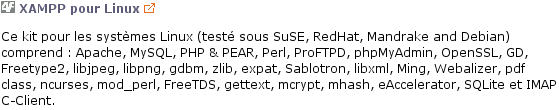 XAMPP pour Linux
Ce kit pour les systèmes Linux (testé sous SuSE, RedHat, Mandrake and Debian)
comprend : Apache, MySQL, PHP & PEAR, Perl, ProFTPD, phpMyAdmin, OpenSSL, GD,
Freetype2, libjpeg, libpng, gdbm, zlib, expat, Sablotron, libxml, Ming, Webalizer, pdf
class, ncurses, mod_perl, FreeTDS, gettext, mcrypt, mhash, eAccelerator, SQLite et IMAP
C-Client.